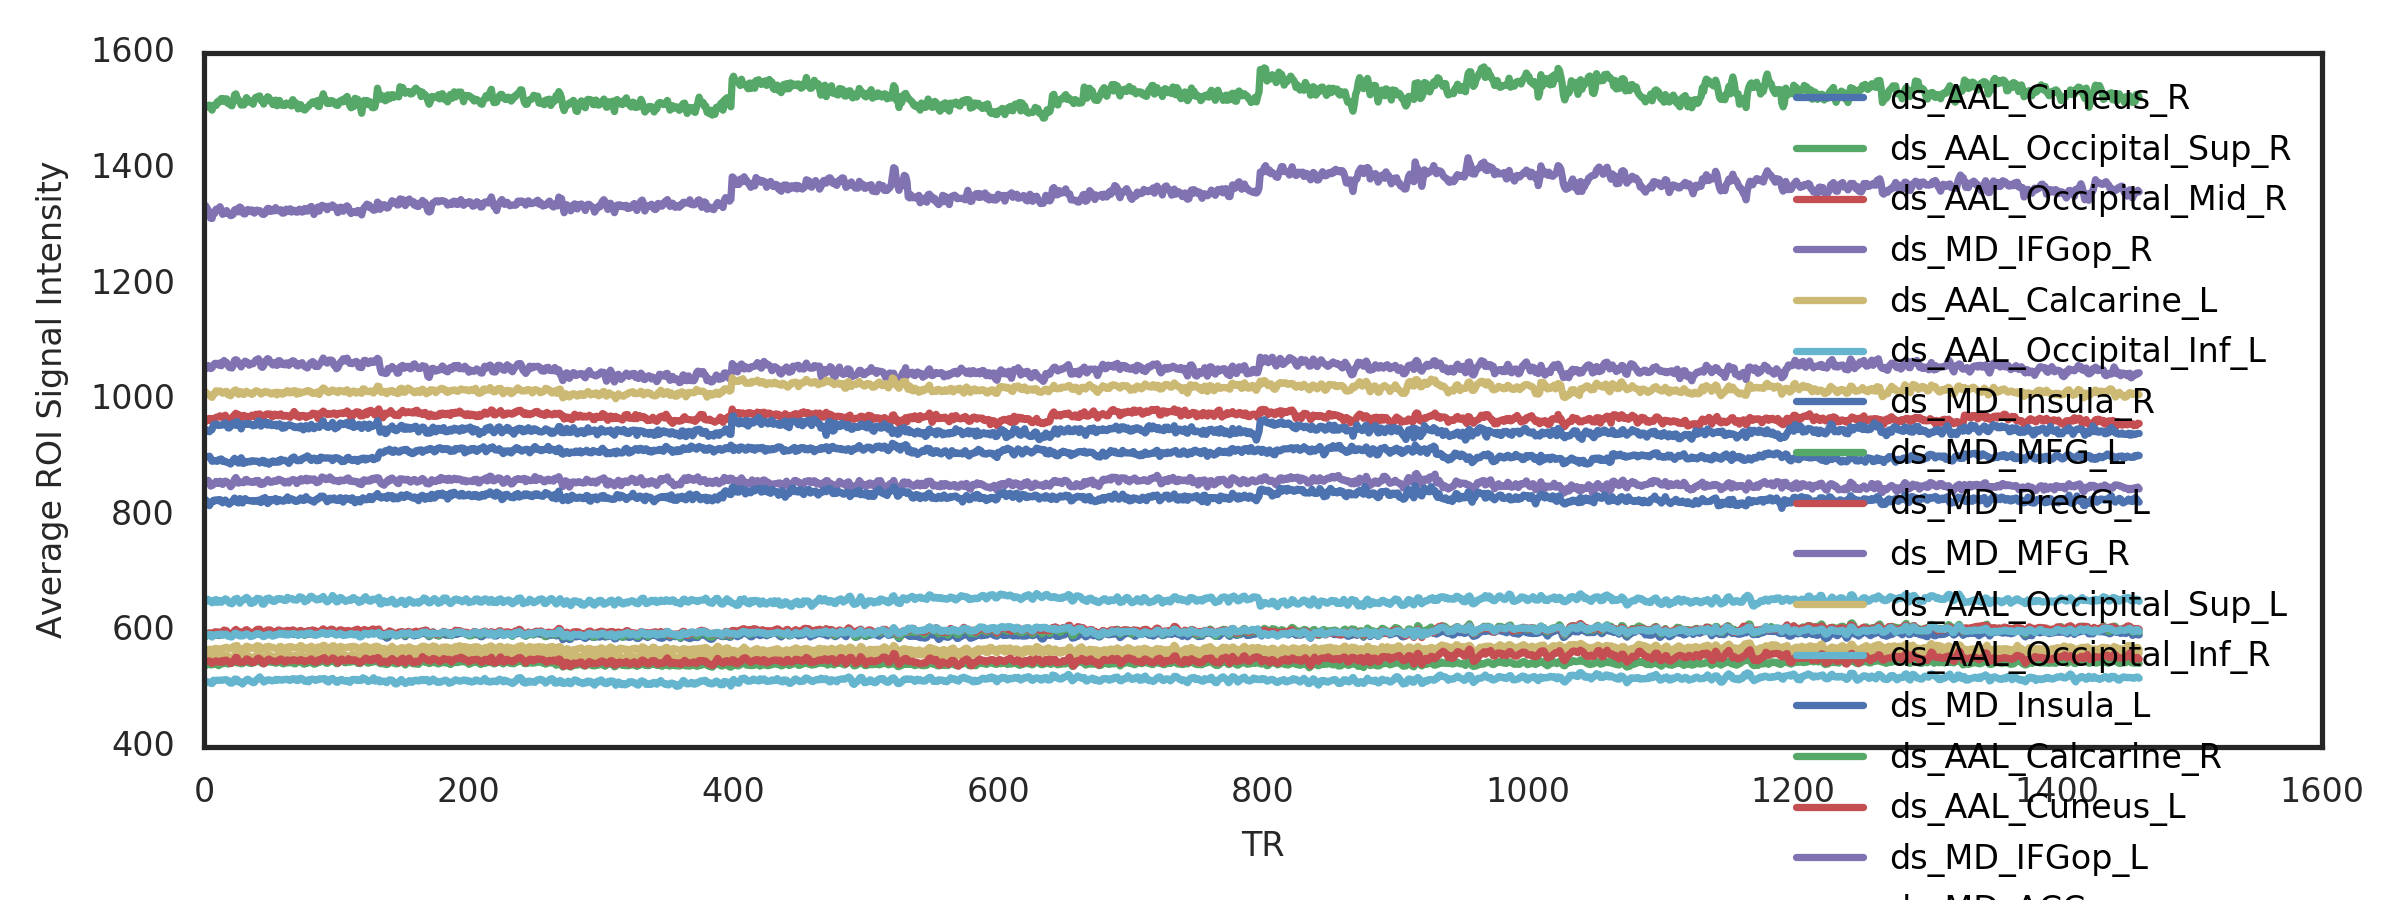 1600
1400
1200
1000
800
600
400
Average ROI Signal Intensity
0 200 400 600 800 1000 1200 1400 1600
TR
ds_AAL_Cuneus_R
ds_AAL_Occipital_Sup_R
ds_AAL_Occipital_Mid_R
ds_MD_IFGop_R
ds_AAL_Calcarine_L
ds_AAL_Occipital_Inf_L
ds_MD_Insula_R
ds_MD_MFG_L
ds_MD_PrecG_L
ds_MD_MFG_R
ds_AAL_Occipital_Sup_L
ds_AAL_Occipital_Inf_R
ds_MD_Insula_L
ds_AAL_Calcarine_R
ds_AAL_Cuneus_L
ds_MD_IFGop_L